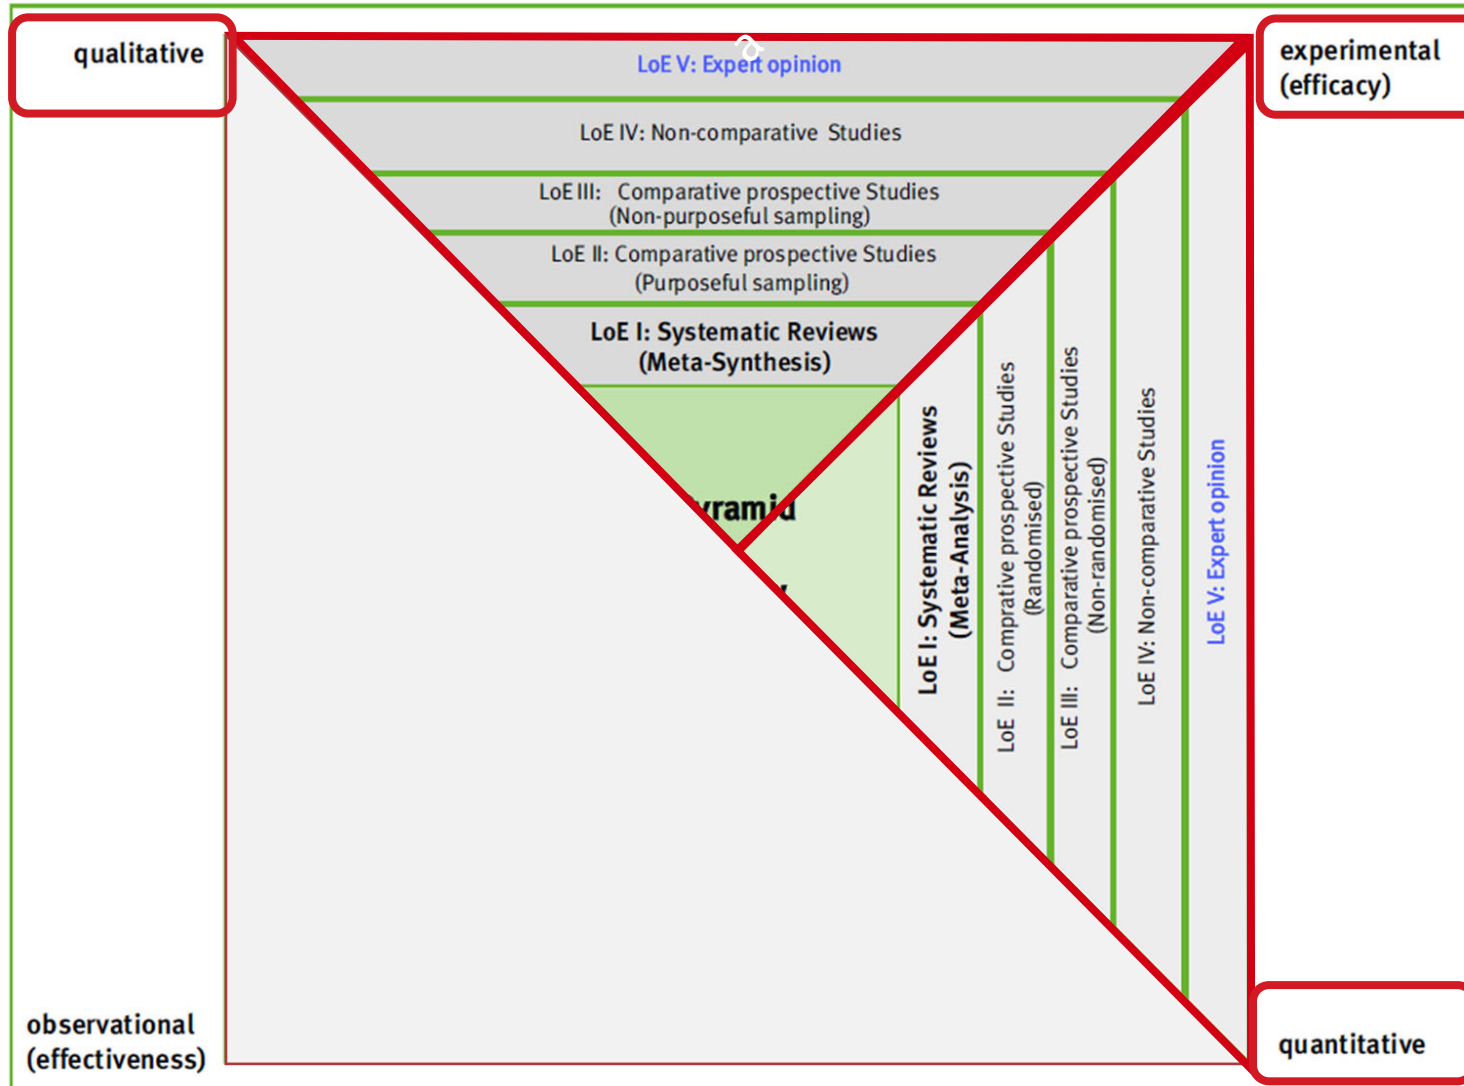 qualitative
experimental
(efficacy)
a
LoE V: Expert opinion
LoE IV: Non-comparative Studies
LoE III: Comparative prospective Studies
(Non-purposeful sampling)
LoE II: Comparative prospective Studies
(Purposeful sampling)
LoE I: Systematic Reviews
(Meta-Synthesis)
LoE I: Systematic Reviews
(Meta-Analysis)
LoE II: Comprative prospective Studies
(Randomised)
LoE III: Comparative prospective Studies
(Non-randomised)
LoE IV: Non-comparative Studies
LoE V: Expert opinion
observational
(effectiveness)
quantitative